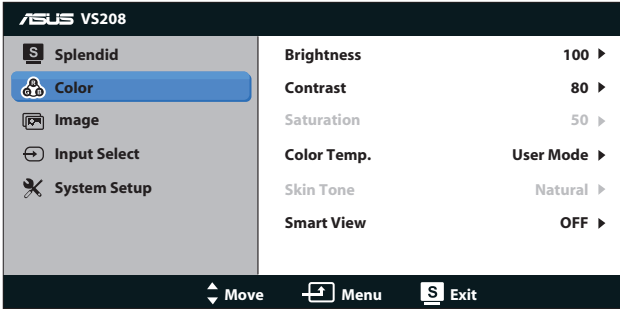 ASUS VS208
S Splendid
Color
Image
Input Select
System Setup
Brightness 100
Contrast 80
Saturation 50
Color Temp. User Mode
Skin Tone Natural
Smart View OFF
Move Menu S Exit